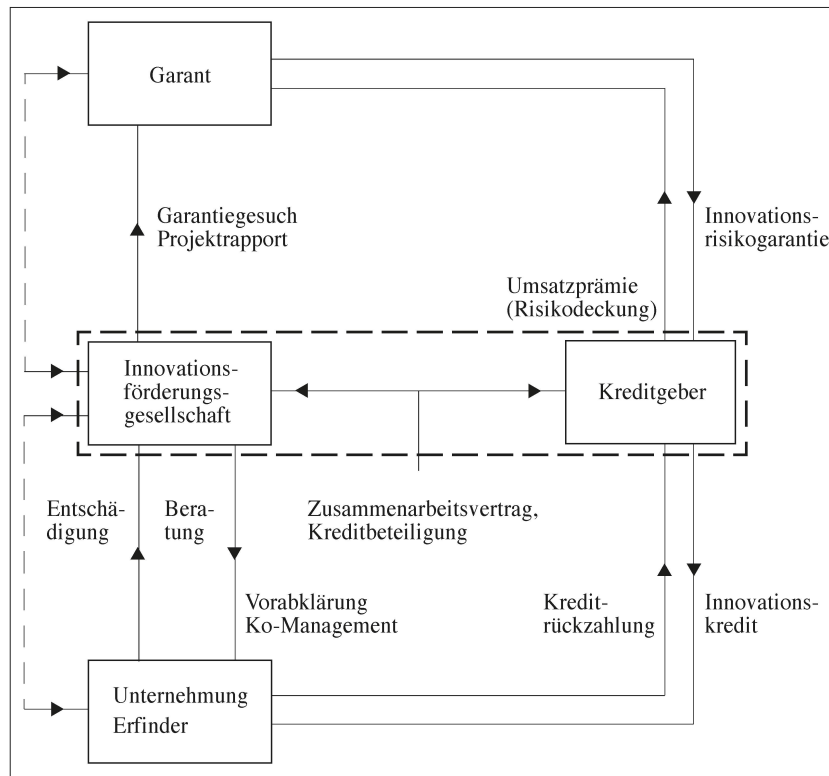 Garant
Garantiegesuch
Projektrapport
Innovations-
risikogarantie
Umsatzprämie
(Risikodeckung)
Innovations-
förderungs-
gesellschaft
Kreditgeber
Entschä-
digung
Bera-
tung
Zusammenarbeitsvertrag,
Kreditbeteiligung
Vorabklärung
Ko-Management
Kredit-
rückzahlung
Innovations-
kredit
Unternehmung
Erfinder